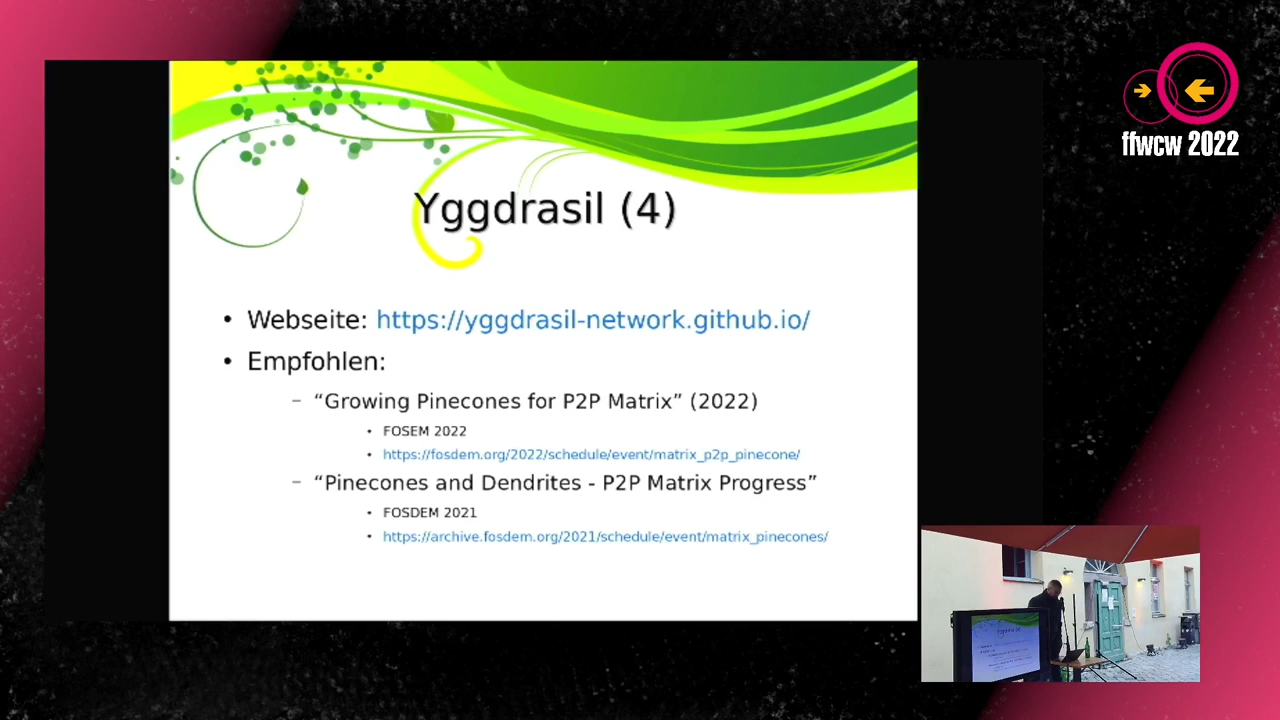 ffwcw 2022
Yggdrasil (4)
• Webseite: https://yggdrasil-network.github.io/
• Empfohlen:
– “Growing Pinecones for P2P Matrix” (2022)
• FOSEM 2022
• https://fosdem.org/2022/schedule/event/matrix_p2p_pinecone/
– “Pinecones and Dendrites - P2P Matrix Progress”
• FOSDEM 2021
• https://archive.fosdem.org/2021/schedule/event/matrix_pinecones/